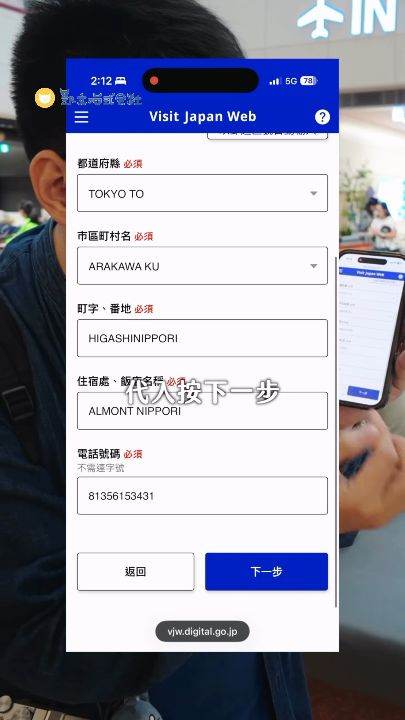 IN
2:12
5G 78
Visit Japan Web
?
都道府縣 必須
TOKYO TO
市區町村名 必須
ARAKAWA KU
町字、番地 必須
HIGASHINIPPORI
住宿處、飯店名稱 必須
代入按下一步
ALMONT NIPPORI
電話號碼 必須
不需連字號
81356153431
返回
下一步
vjw.digital.go.jp
Visit Japan Web